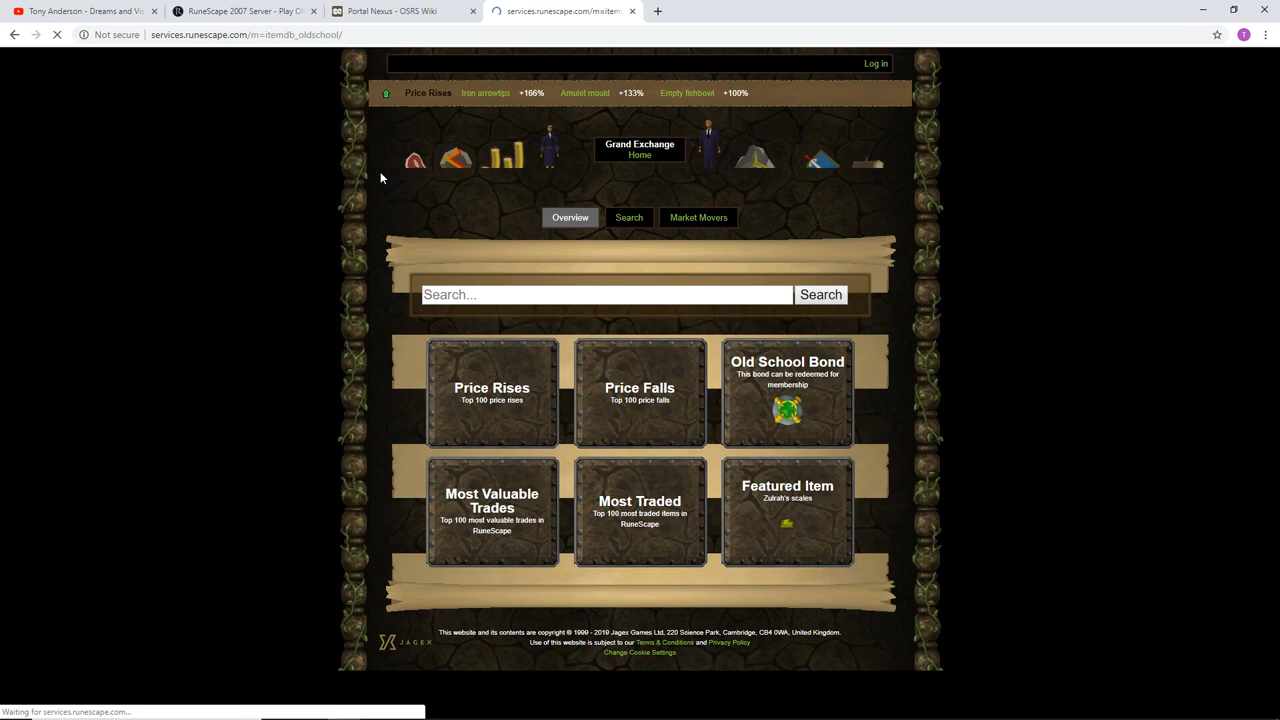 Tony Anderson - Dreams and Vis
RuneScape 2007 Server - Play Ol
Portal Nexus - OSRS Wiki
services.runescape.com/m=item
Not secure
services.runescape.com/m=itemdb_oldschool/
T
Log in
Price Rises Iron arrowtips +166% Amulet mould +133% Empty fishbowl +100%
Grand Exchange
Home
Overview
Search
Market Movers
Search...
Search
Price Rises
Top 100 price rises
Price Falls
Top 100 price falls
Old School Bond
This bond can be redeemed for
membership
Most Valuable
Trades
Top 100 most valuable trades in
RuneScape
Most Traded
Top 100 most traded items in
RuneScape
Featured Item
Zulrah's scales
JAGEX
This website and its contents are copyright © 1999 - 2019 Jagex Games Ltd, 220 Science Park, Cambridge, CB4 0WA, United Kingdom.
Use of this website is subject to our Terms & Conditions and Privacy Policy
Change Cookie Settings
Waiting for services.runescape.com...